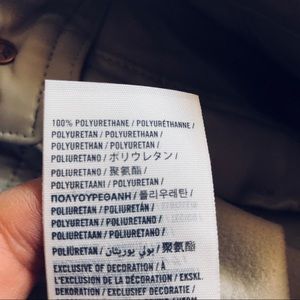 100% POLYURETHANE / POLYURÉTHANNE /
POLYURETAN / POLYURETHAAN /
POLYURETHAN / POLIURETANO /
POLIURETANO / ポリウレタン /
POLIURETANO / 聚氨酯 /
POLYURETAANI / POLYURETAN /
ΠΟΛΥΟΥΡΕΘΑΝΗ / 폴리우레탄 /
POLIURETAN / POLIURETÁN /
POLYURETAN / POLIURETANO /
POLIURETAAN / POLIURETANO /
POLIÜRETAN / بولي يوريثان / 聚氨酯
EXCLUSIVE OF DECORATION / À
L'EXCLUSION DE LA DÉCORATION / EKSKL.
DEKORATION / EXCLUSIEF DECORATIE /